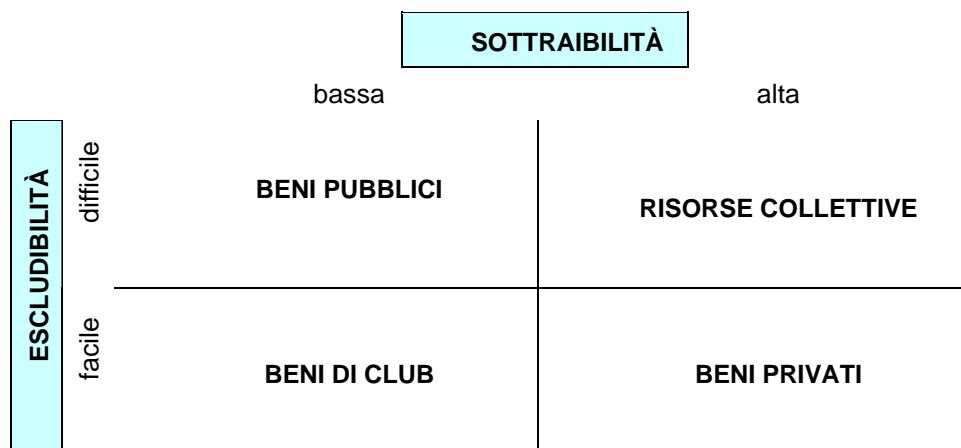 SOTTRAIBILITÀ
bassa
alta
ESCLUDIBILITÀ
difficile
BENI PUBBLICI
RISORSE COLLETTIVE
facile
BENI DI CLUB
BENI PRIVATI